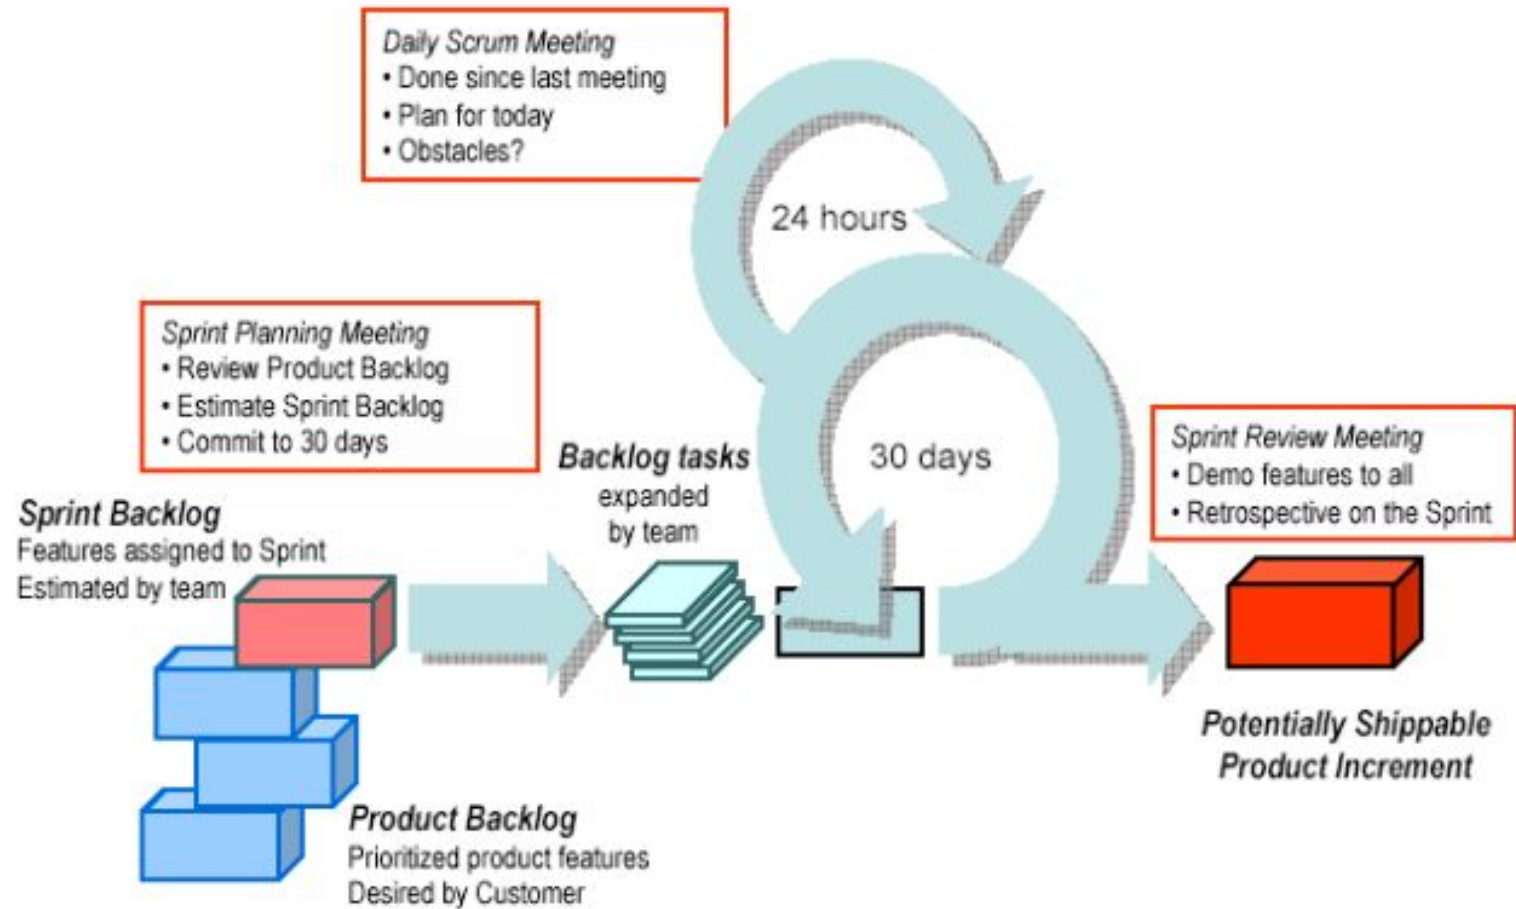 Daily Scrum Meeting
• Done since last meeting
• Plan for today
• Obstacles?
24 hours
Sprint Planning Meeting
• Review Product Backlog
• Estimate Sprint Backlog
• Commit to 30 days
Backlog tasks
expanded
by team
30 days
Sprint Review Meeting
• Demo features to all
• Retrospective on the Sprint
Sprint Backlog
Features assigned to Sprint
Estimated by team
Potentially Shippable
Product Increment
Product Backlog
Prioritized product features
Desired by Customer